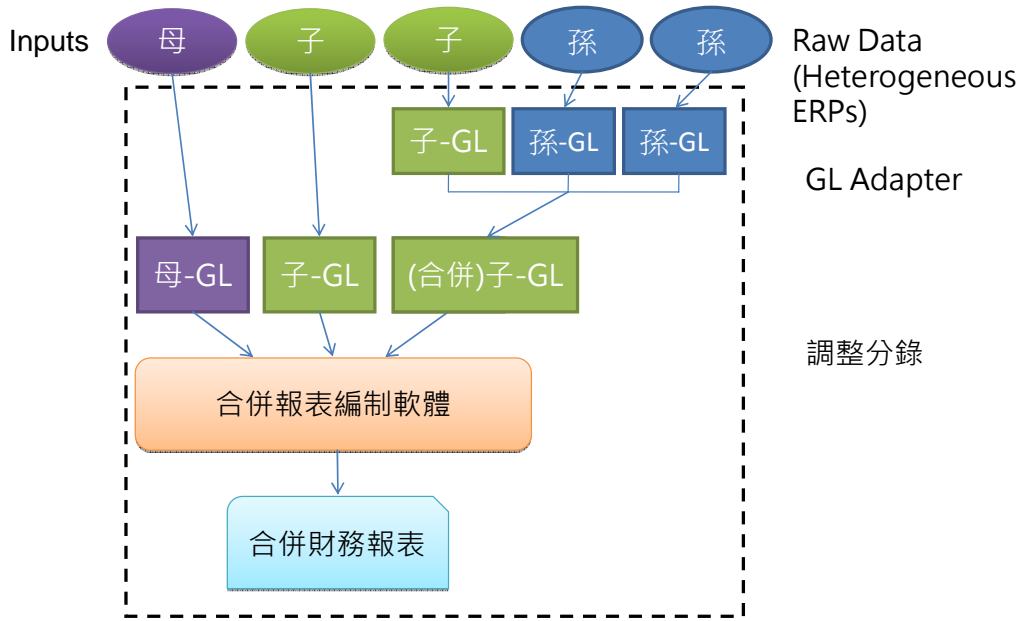 Inputs
母
子
子
孫
孫
Raw Data
(Heterogeneous
ERPs)
子-GL
孫-GL
孫-GL
GL Adapter
母-GL
子-GL
(合併)子-GL
調整分錄
合併報表編制軟體
合併財務報表